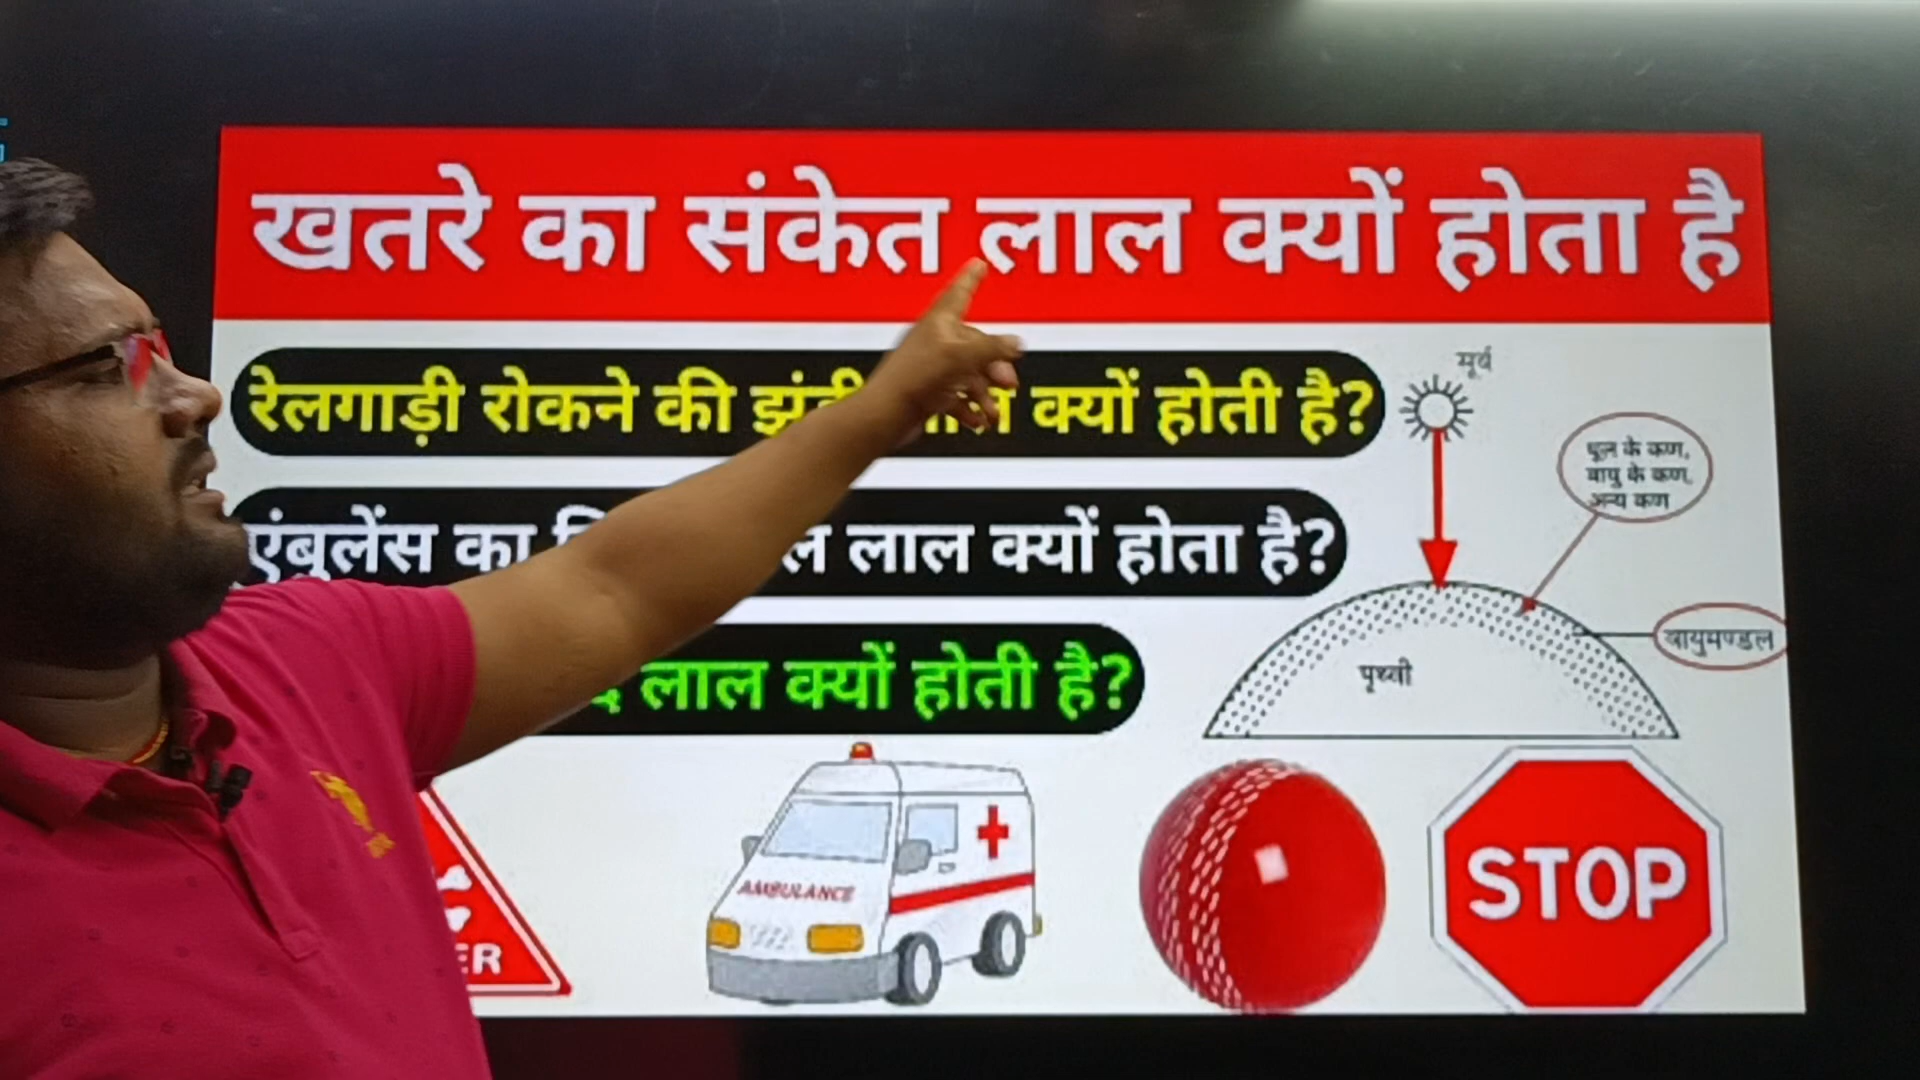 खतरे का संकेत लाल क्यों होता है
रेलगाड़ी रोकने की क्यों होती है?
एंबुलेंस का लाल क्यों होता है?
लाल क्यों होती है?
सूर्य
धूल के कण,
वायु के कण,
अन्य कण
वायुमण्डल
पृथ्वी
AMBULANCE
STOP
ER